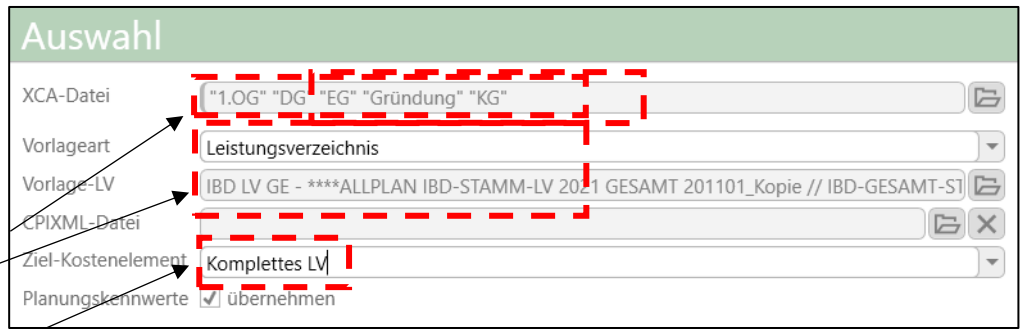 Auswahl
XCA-Datei "1.OG" "DG" "EG" "Gründung" "KG"
Vorlageart Leistungsverzeichnis
Vorlage-LV IBD LV GE - ****ALLPLAN IBD-STAMM-LV 2021 GESAMT 201101_Kopie // IBD-GESAMT-ST
CPIXML-Datei
Ziel-Kostenelement Komplettes LV
Planungskennwerte übernehmen